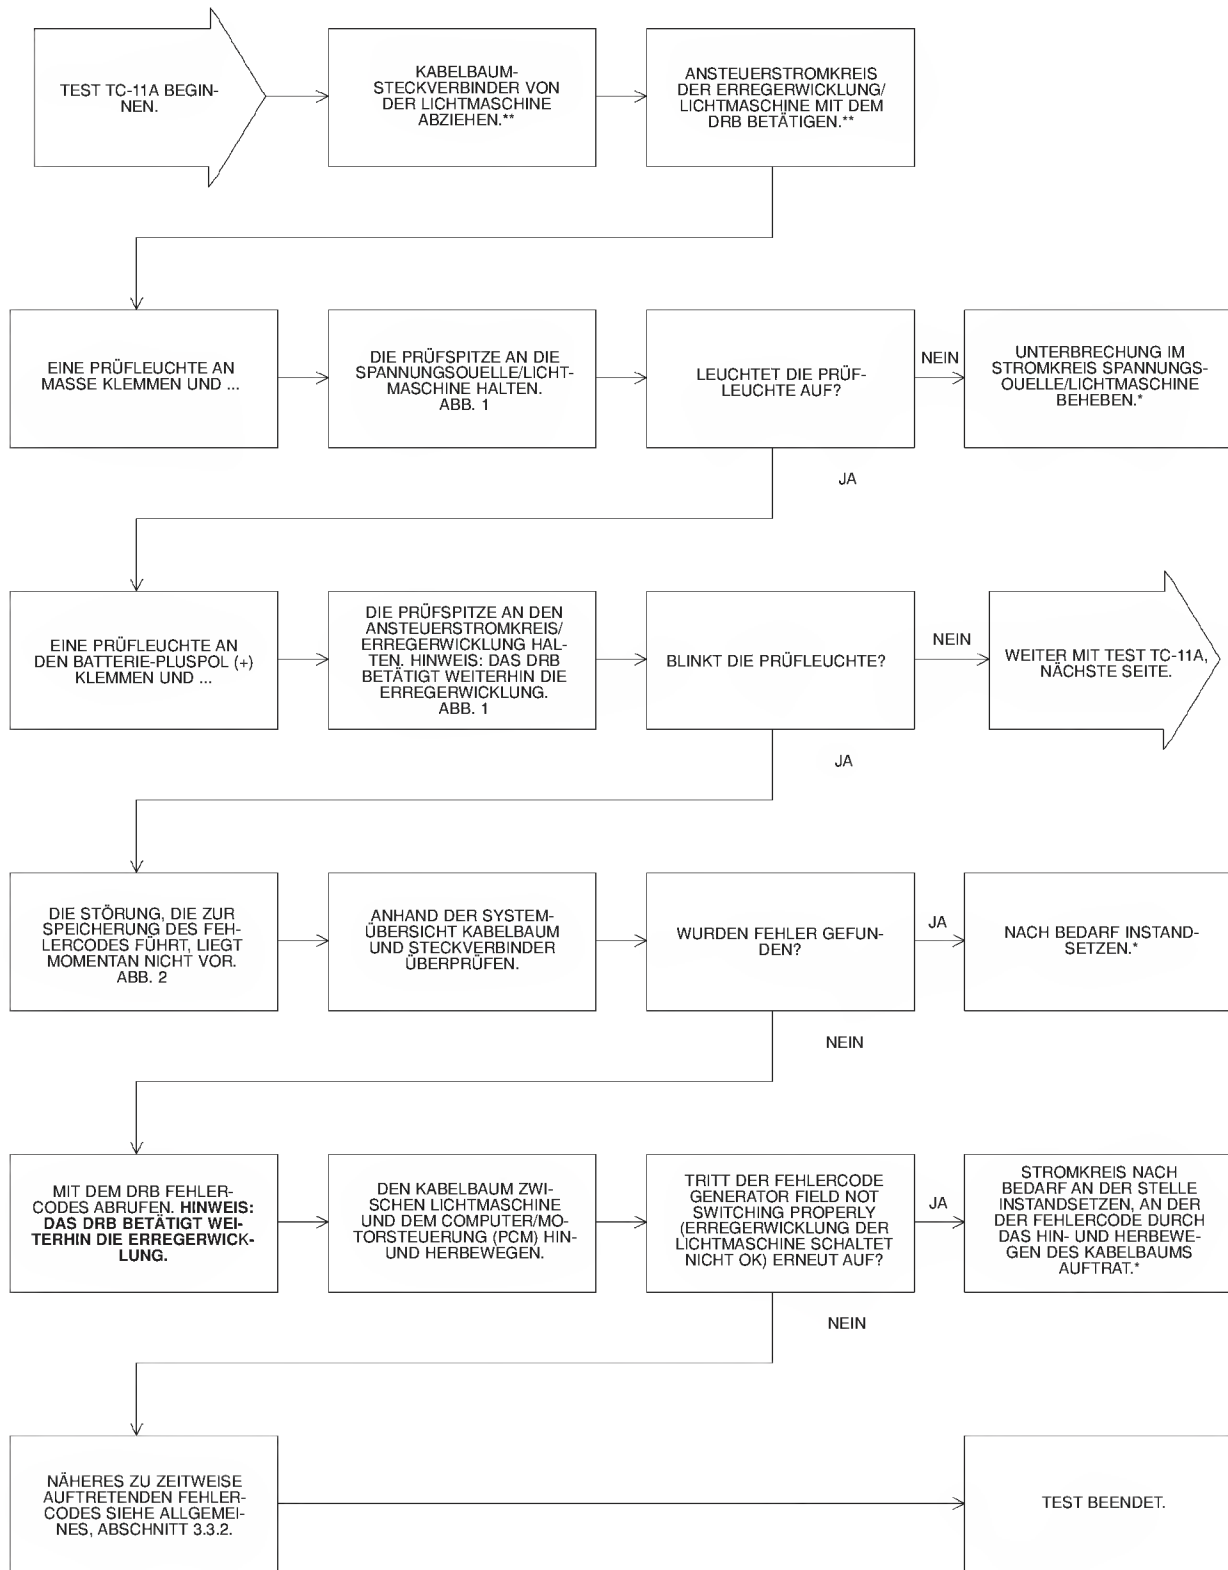 TEST TC-11A BEGIN-
NEN.
KABELBAUM-
STECKVERBINDER VON
DER LICHTMASCHINE
ABZIEHEN.**
ANSTEUERSTROMKREIS
DER ERREGERWICKLUNG/
LICHTMASCHINE MIT DEM
DRB BETÄTIGEN.**
EINE PRÜFLEUCHTE AN
MASSE KLEMMEN UND ...
DIE PRÜFSPITZE AN DIE
SPANNUNGSOUELLE/LICHT-
MASCHINE HALTEN.
ABB. 1
LEUCHTET DIE PRÜF-
LEUCHTE AUF?
NEIN
UNTERBRECHUNG IM
STROMKREIS SPANNUNGS-
OUELLE/LICHTMASCHINE
BEHEBEN.*
JA
EINE PRÜFLEUCHTE AN
DEN BATTERIE-PLUSPOL (+)
KLEMMEN UND ...
DIE PRÜFSPITZE AN DEN
ANSTEUERSTROMKREIS/
ERREGERWICKLUNG HAL-
TEN. HINWEIS: DAS DRB
BETÄTIGT WEITERHIN DIE
ERREGERWICKLUNG.
ABB. 1
BLINKT DIE PRÜFLEUCHTE?
NEIN
WEITER MIT TEST TC-11A,
NÄCHSTE SEITE.
JA
DIE STÖRUNG, DIE ZUR
SPEICHERUNG DES FEH-
LERCODES FÜHRT, LIEGT
MOMENTAN NICHT VOR.
ABB. 2
ANHAND DER SYSTEM-
ÜBERSICHT KABELBAUM
UND STECKVERBINDER
ÜBERPRÜFEN.
WURDEN FEHLER GEFUN-
DEN?
JA
NACH BEDARF INSTAND-
SETZEN.*
NEIN
MIT DEM DRB FEHLER-
CODES ABRUFEN. HINWEIS:
DAS DRB BETÄTIGT WEI-
TERHIN DIE ERREGERWICK-
LUNG.
DEN KABELBAUM ZWI-
SCHEN LICHTMASCHINE
UND DEM COMPUTER/MO-
TORSTEUERUNG (PCM) HIN-
UND HERBEWEGEN.
TRITT DER FEHLERCODE
GENERATOR FIELD NOT
SWITCHING PROPERLY
(ERREGERWICKLUNG DER
LICHTMASCHINE SCHALTET
NICHT OK) ERNEUT AUF?
JA
STROMKREIS NACH
BEDARF AN DER STELLE
INSTANDSETZEN, AN DER
DER FEHLERCODE DURCH
DAS HIN- UND HERBEWE-
GEN DES KABELBAUMS
AUFTRAT.*
NEIN
NÄHERES ZU ZEITWEISE
AUFTRETENDEN FEHLER-
CODES SIEHE ALLGEMEI-
NES, ABSCHNITT 3.3.2.
TEST BEENDET.